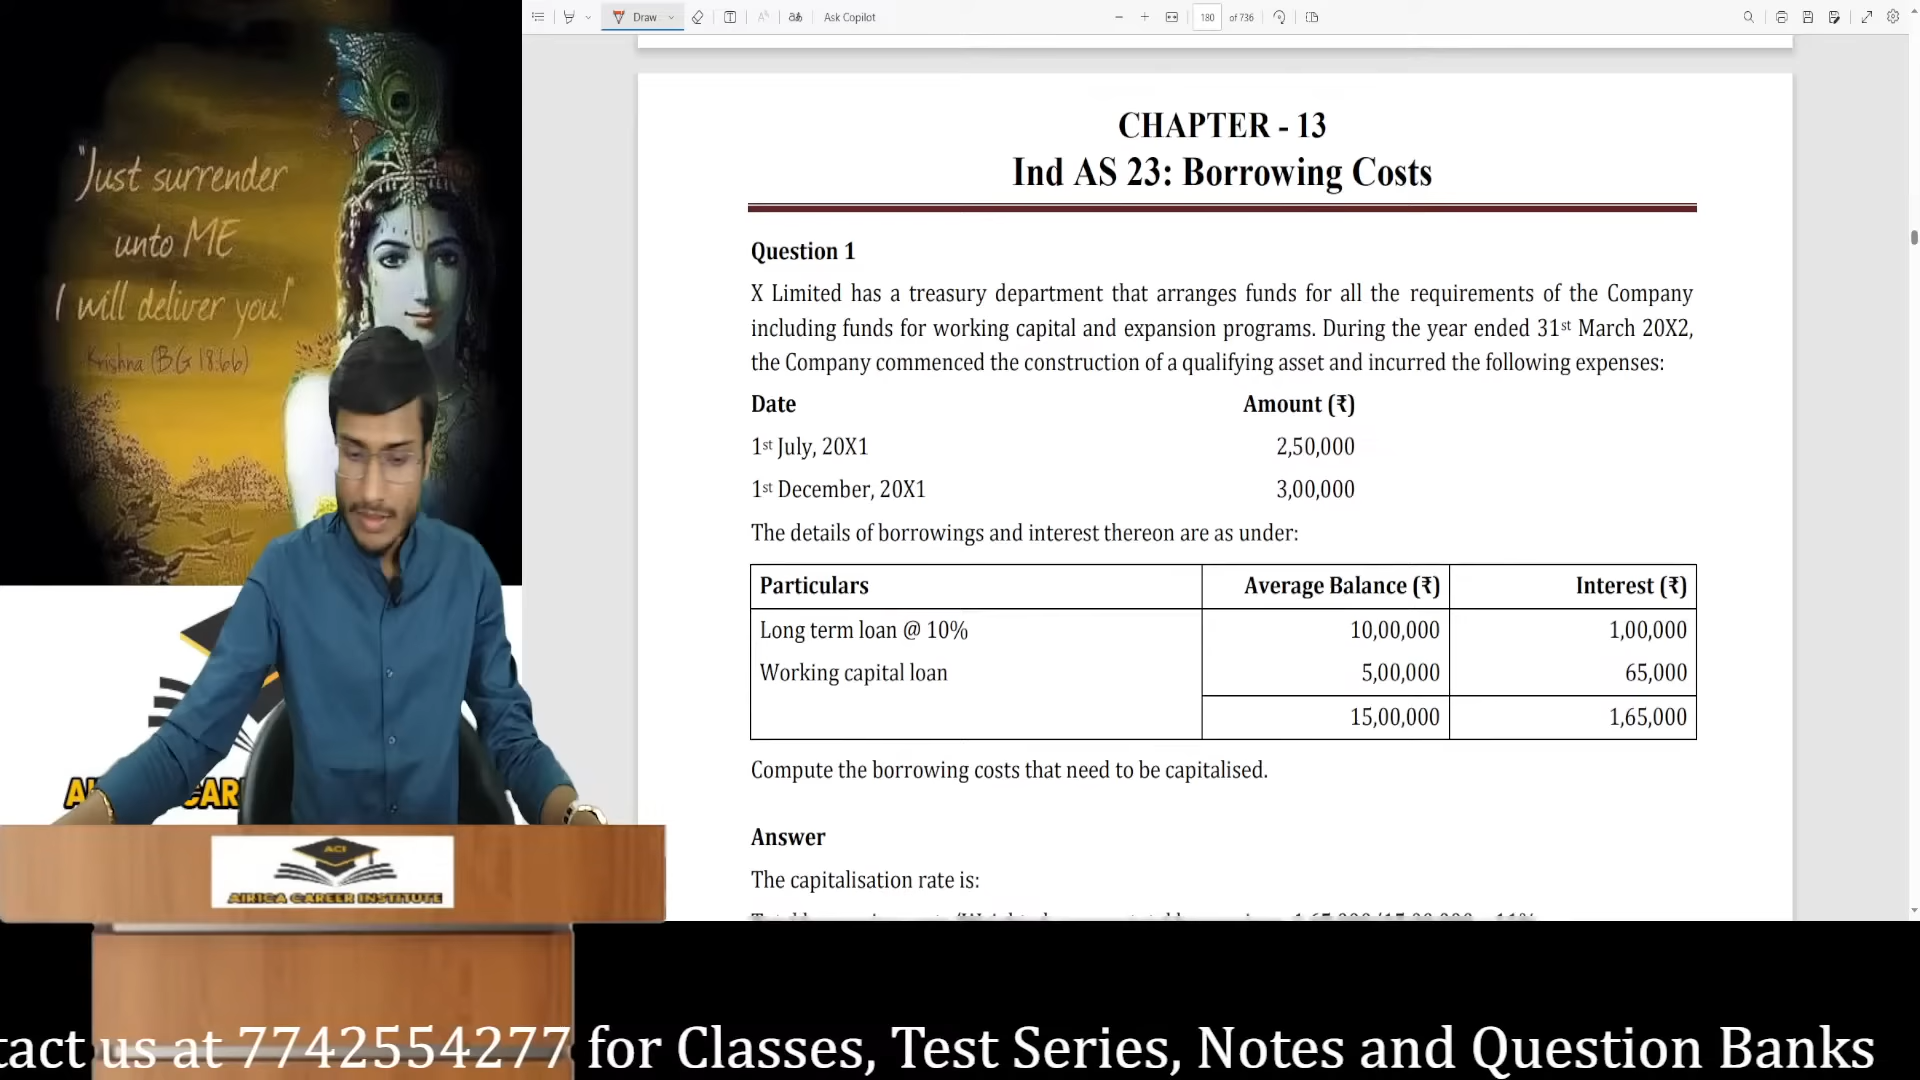 Draw
Ask Copilot
180 of 736
"Just surrender
unto ME
I will deliver you!"
Krishna (B.G 18:66)
CHAPTER - 13
Ind AS 23: Borrowing Costs
Question 1
X Limited has a treasury department that arranges funds for all the requirements of the Company
including funds for working capital and expansion programs. During the year ended 31st March 20X2,
the Company commenced the construction of a qualifying asset and incurred the following expenses:
Date Amount (₹)
1st July, 20X1 2,50,000
1st December, 20X1 3,00,000
The details of borrowings and interest thereon are as under:
Particulars Average Balance (₹) Interest (₹)
Long term loan @ 10% 10,00,000 1,00,000
Working capital loan 5,00,000 65,000
15,00,000 1,65,000
Compute the borrowing costs that need to be capitalised.
Answer
The capitalisation rate is:
ACI
AIRICA CAREER INSTITUTE
tact us at 7742554277 for Classes, Test Series, Notes and Question Banks